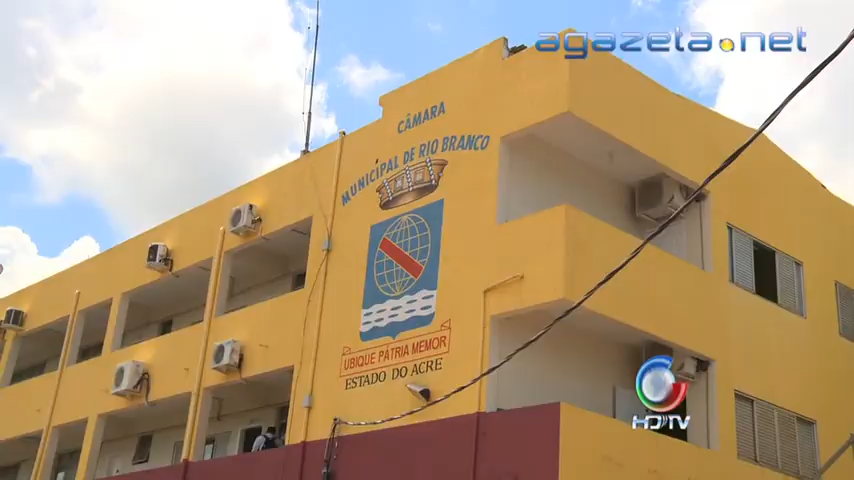 agazeta.net
CÂMARA
MUNICIPAL DE RIO BRANCO
UBIQUE PATRIA MEMOR
ESTADO DO ACRE
HDTV